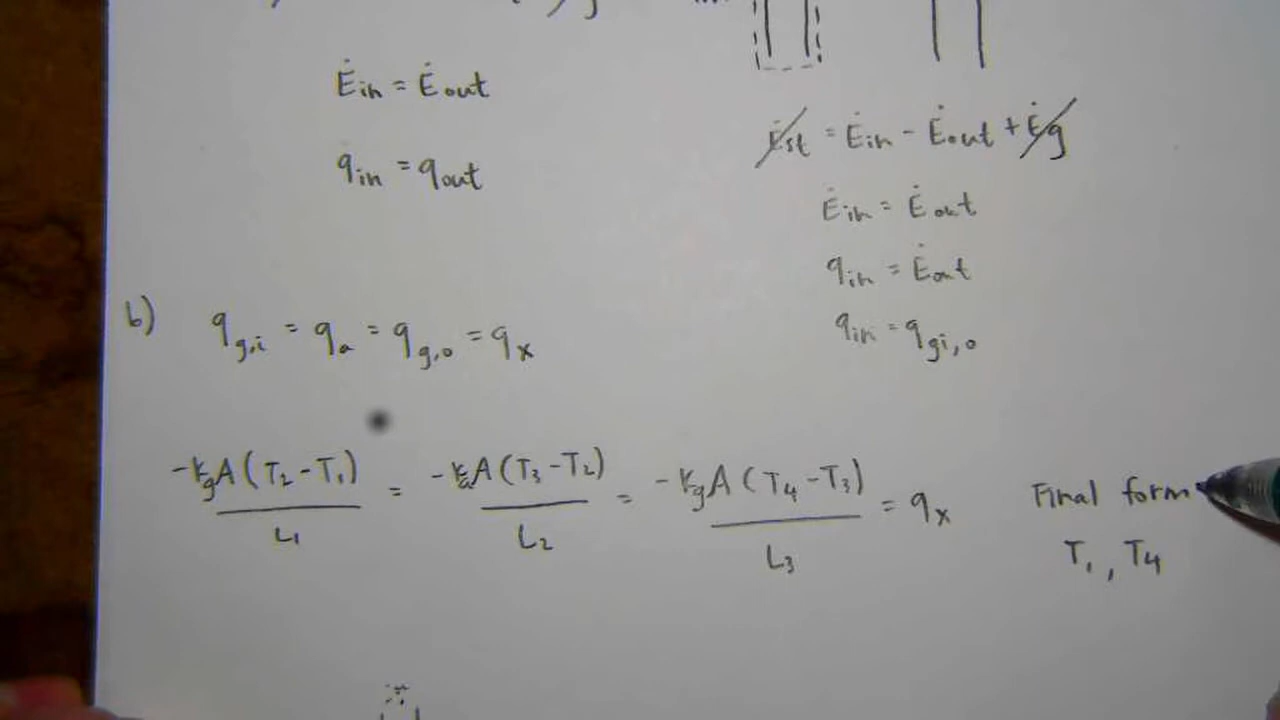 Ėin = Ėout
qin = qout
Ėst = Ėin - Ėout + Ėg
Ėin = Ėout
qin = Ėout
qin = qgi,o
b) qg,i = qa = qg,o = qx
-kgA(T2-T1)/L1 = -kaA(T3-T2)/L2 = -kgA(T4-T3)/L3 = qx
Final form
T1, T4